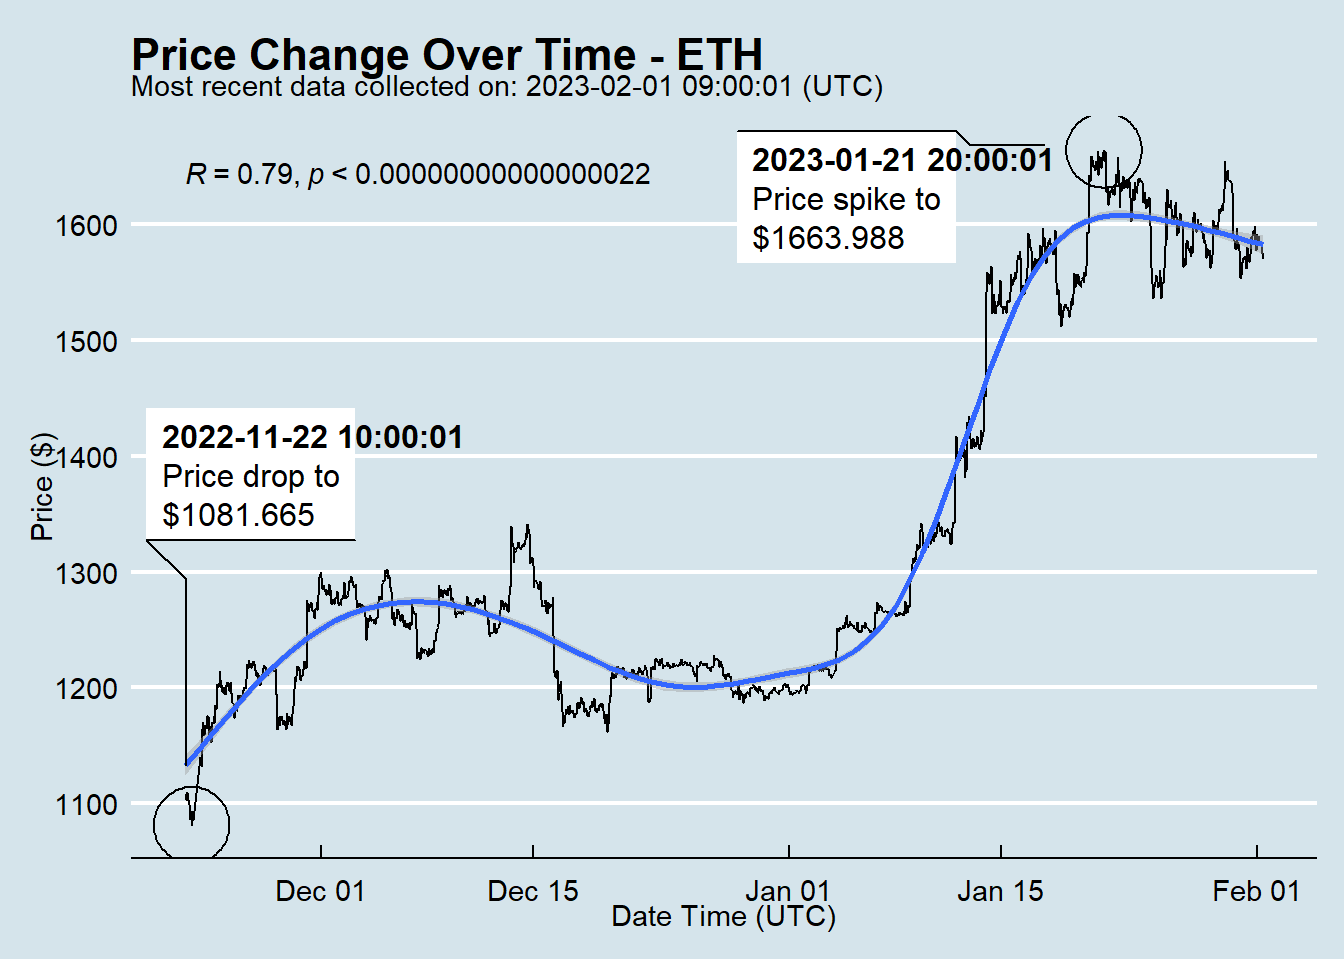 Price Change Over Time - ETH
Most recent data collected on: 2023-02-01 09:00:01 (UTC)
R = 0.79, p < 0.00000000000000022
2023-01-21 20:00:01
Price spike to
$1663.988
2022-11-22 10:00:01
Price drop to
$1081.665
Price ($)
1600
1500
1400
1300
1200
1100
Dec 01
Dec 15
Jan 01
Jan 15
Feb 01
Date Time (UTC)